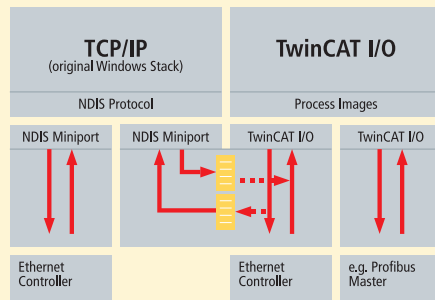 TCP/IP
(original Windows Stack)
NDIS Protocol
TwinCAT I/O
Process Images
NDIS Miniport
NDIS Miniport
TwinCAT I/O
TwinCAT I/O
Ethernet
Controller
Ethernet
Controller
e.g. Profibus
Master